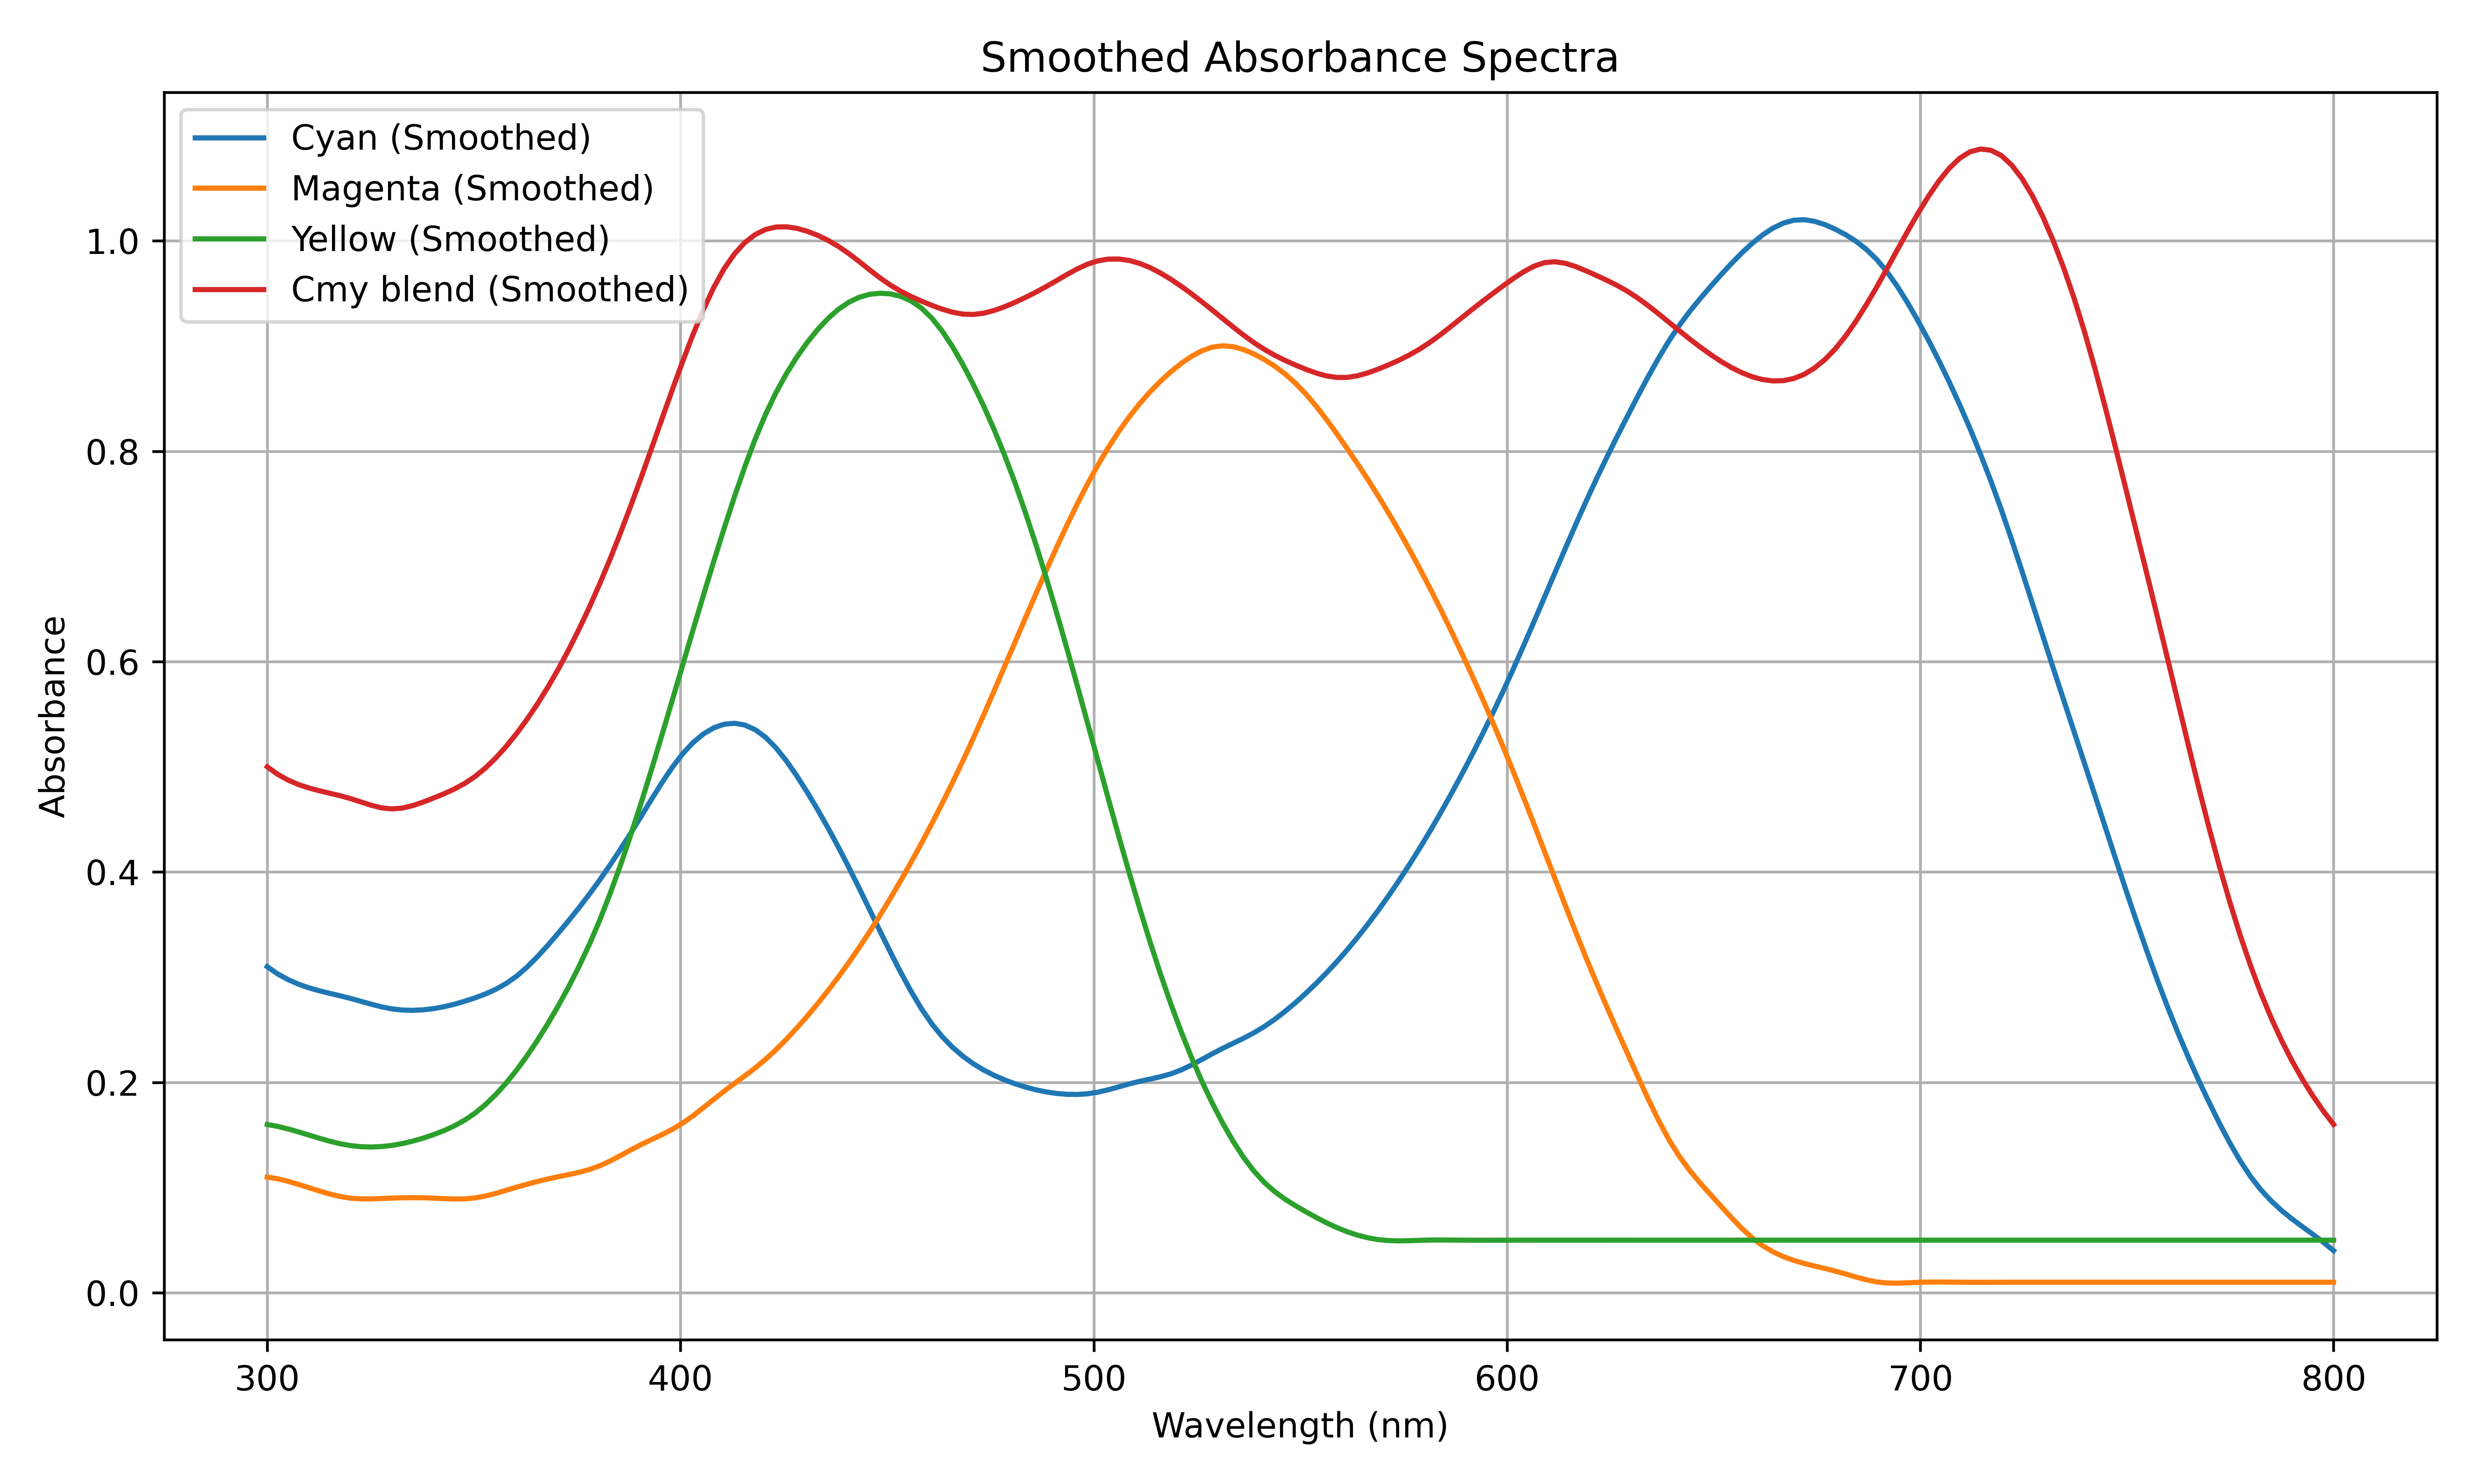 Smoothed Absorbance Spectra
Cyan (Smoothed)
Magenta (Smoothed)
Yellow (Smoothed)
Cmy blend (Smoothed)
1.0
0.8
0.6
0.4
0.2
0.0
Absorbance
300 400 500 600 700 800
Wavelength (nm)